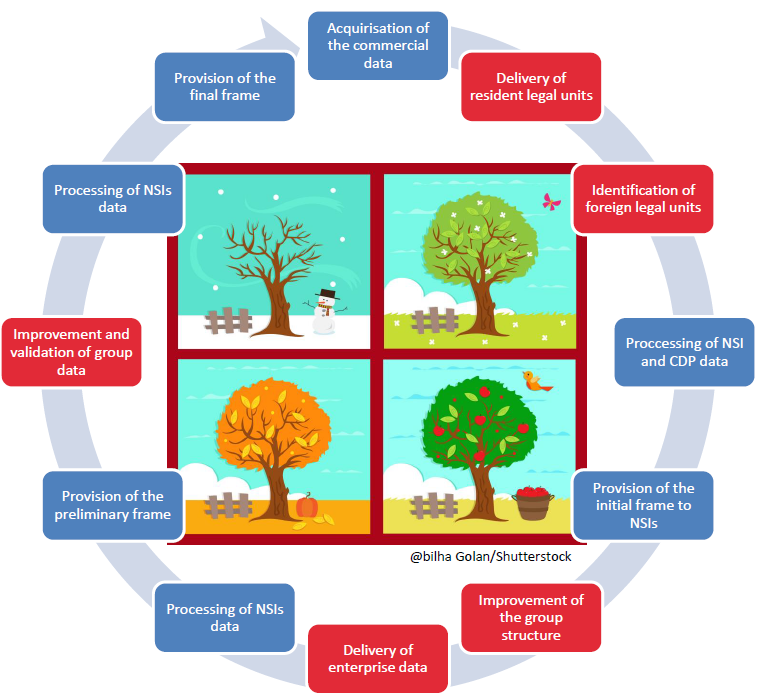 Acquirisation of
the commercial
data
Delivery of
resident legal units
Identification of
foreign legal units
Proccessing of NSI
and CDP data
Provision of the
initial frame to
NSIs
Improvement of
the group
structure
Delivery of
enterprise data
Processing of NSIs
data
Provision of the
preliminary frame
Improvement and
validation of group
data
Processing of NSIs
data
Provision of the
final frame
@bilha Golan/Shutterstock